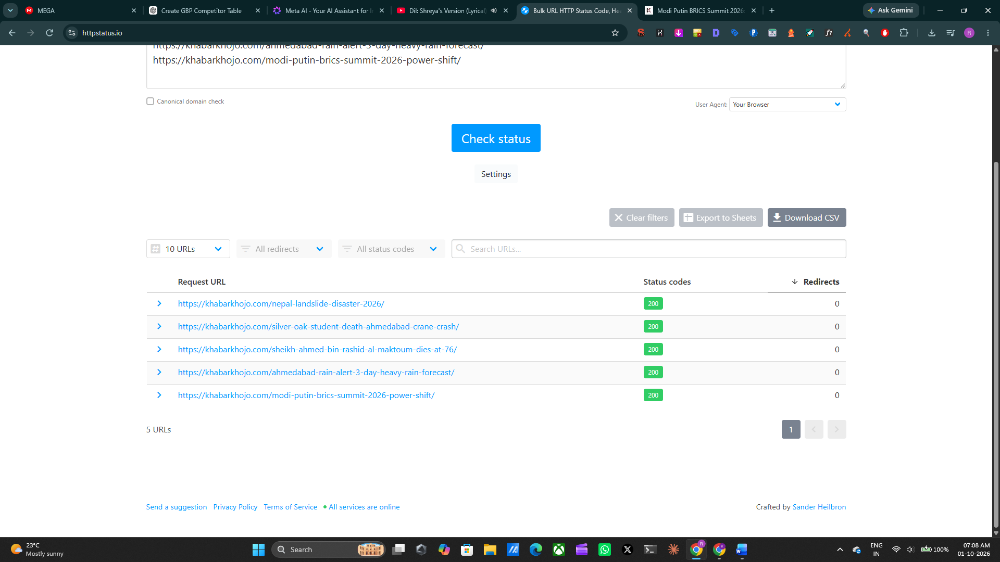 MEGA
Create GBP Competitor Table
Meta AI - Your AI Assistant for I
Dil: Shreya's Version (Lyrical)
Bulk URL HTTP Status Code, Hea
Modi Putin BRICS Summit 2026:
Ask Gemini
httpstatus.io
https://khabarkhojo.com/ahmedabad-rain-alert-3-day-heavy-rain-forecast/
https://khabarkhojo.com/modi-putin-brics-summit-2026-power-shift/
Canonical domain check
User Agent: Your Browser
Check status
Settings
Clear filters
Export to Sheets
Download CSV
10 URLs
All redirects
All status codes
Search URLs...
Request URL Status codes Redirects
https://khabarkhojo.com/nepal-landslide-disaster-2026/ 200 0
https://khabarkhojo.com/silver-oak-student-death-ahmedabad-crane-crash/ 200 0
https://khabarkhojo.com/sheikh-ahmed-bin-rashid-al-maktoum-dies-at-76/ 200 0
https://khabarkhojo.com/ahmedabad-rain-alert-3-day-heavy-rain-forecast/ 200 0
https://khabarkhojo.com/modi-putin-brics-summit-2026-power-shift/ 200 0
5 URLs
1
Send a suggestion Privacy Policy Terms of Service All services are online
Crafted by Sander Heilbron
23°C
Mostly sunny
Search
ENG
IN
100%
07:08 AM
01-10-2026